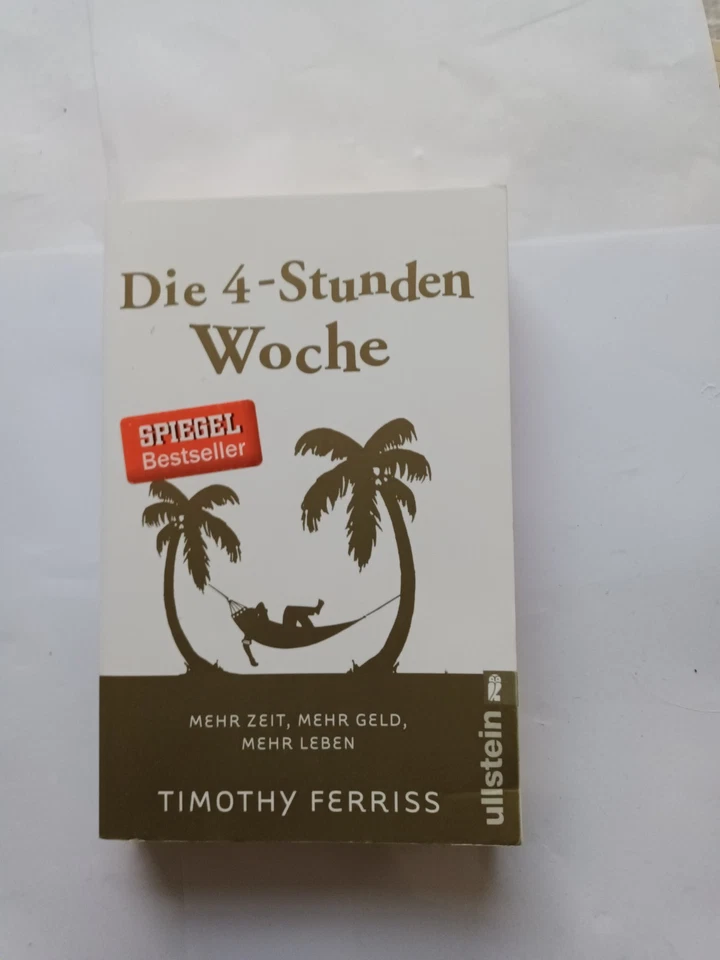 Die 4-Stunden
Woche
SPIEGEL
Bestseller
MEHR ZEIT, MEHR GELD,
MEHR LEBEN
TIMOTHY FERRISS
ullstein